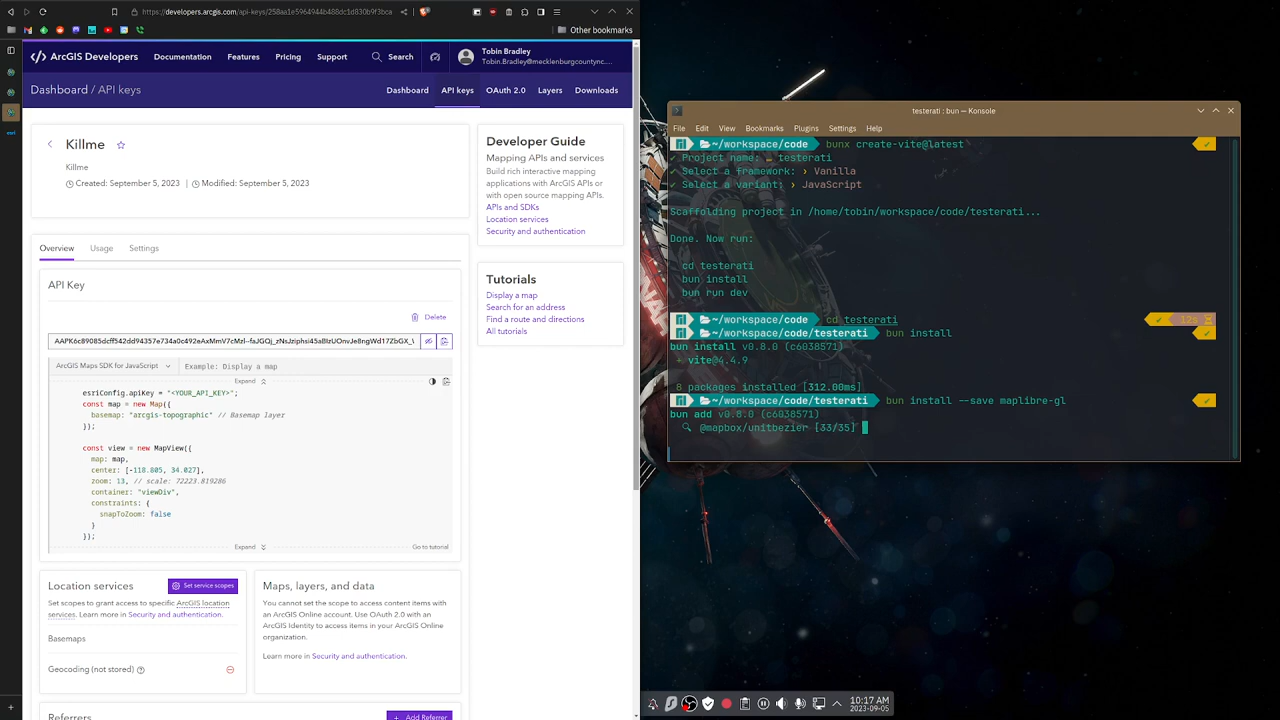 https://developers.arcgis.com/api-keys/258aa1e5964944b488dc1d830b9f3bca
Other bookmarks
ArcGIS Developers
Documentation
Features
Pricing
Support
Search
Tobin Bradley
Tobin.Bradley@mecklenburgcountync....
Dashboard / API keys
Dashboard
API keys
OAuth 2.0
Layers
Downloads
Killme
Killme
Created: September 5, 2023 | Modified: September 5, 2023
Developer Guide
Mapping APIs and services
Build rich interactive mapping
applications with ArcGIS APIs or
with open source mapping APIs.
APIs and SDKs
Location services
Security and authentication
Overview
Usage
Settings
Tutorials
Display a map
Search for an address
Find a route and directions
All tutorials
API Key
Delete
ArcGIS Maps SDK for JavaScript
Example: Display a map
Expand
esriConfig.apiKey = "<YOUR_API_KEY>";
const map = new Map({
basemap: "arcgis-topographic" // Basemap layer
});
const view = new MapView({
map: map,
center: [-118.805, 34.027],
zoom: 13, // scale: 72223.819286
container: "viewDiv",
constraints: {
snapToZoom: false
}
});
Expand
Go to tutorial
Location services
Set service scopes
Set scopes to grant access to specific ArcGIS location
services. Learn more in Security and authentication.
Basemaps
Geocoding (not stored)
Maps, layers, and data
You cannot set the scope to access content items with
an ArcGIS Online account. Use OAuth 2.0 with an
ArcGIS Identity to access items in your ArcGIS Online
organization.
Learn more in Security and authentication.
Referrers
+ Add Referrer
esri
testerati : bun — Konsole
File Edit View Bookmarks Plugins Settings Help
~/workspace/code bunx create-vite@latest
✔ Project name: … testerati
✔ Select a framework: › Vanilla
✔ Select a variant: › JavaScript
Scaffolding project in /home/tobin/workspace/code/testerati...
Done. Now run:
cd testerati
bun install
bun run dev
~/workspace/code cd testerati ✔ 12s
~/workspace/code/testerati bun install ✔
bun install v0.8.0 (c6038571)
+ vite@4.4.9
8 packages installed [312.00ms]
~/workspace/code/testerati bun install --save maplibre-gl ✔
bun add v0.8.0 (c6038571)
@mapbox/unitbezier [33/35]
10:17 AM
2023-09-05